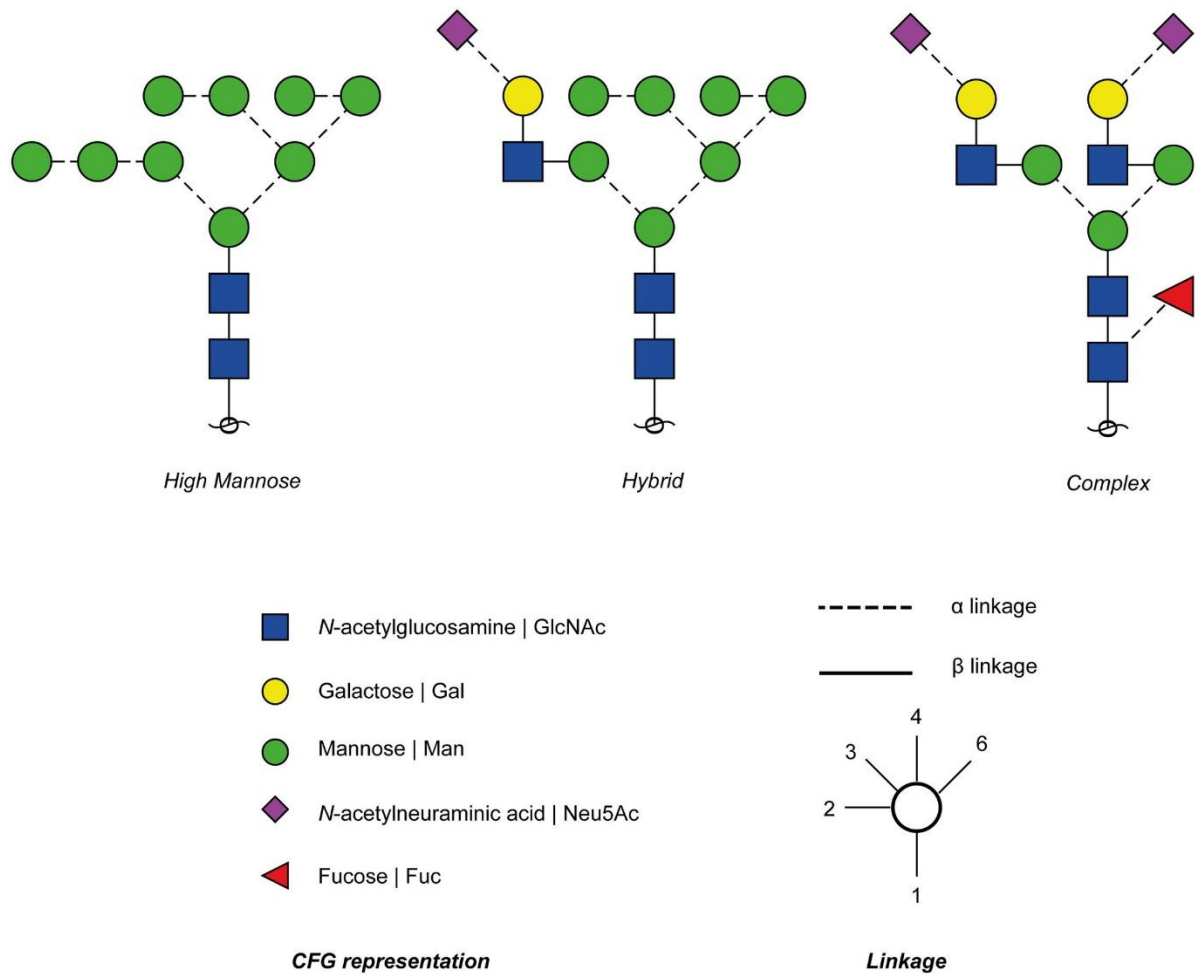 High Mannose
Hybrid
Complex
N-acetylglucosamine | GlcNAc
Galactose | Gal
Mannose | Man
N-acetylneuraminic acid | Neu5Ac
Fucose | Fuc
CFG representation
α linkage
β linkage
4
3
6
2
1
Linkage